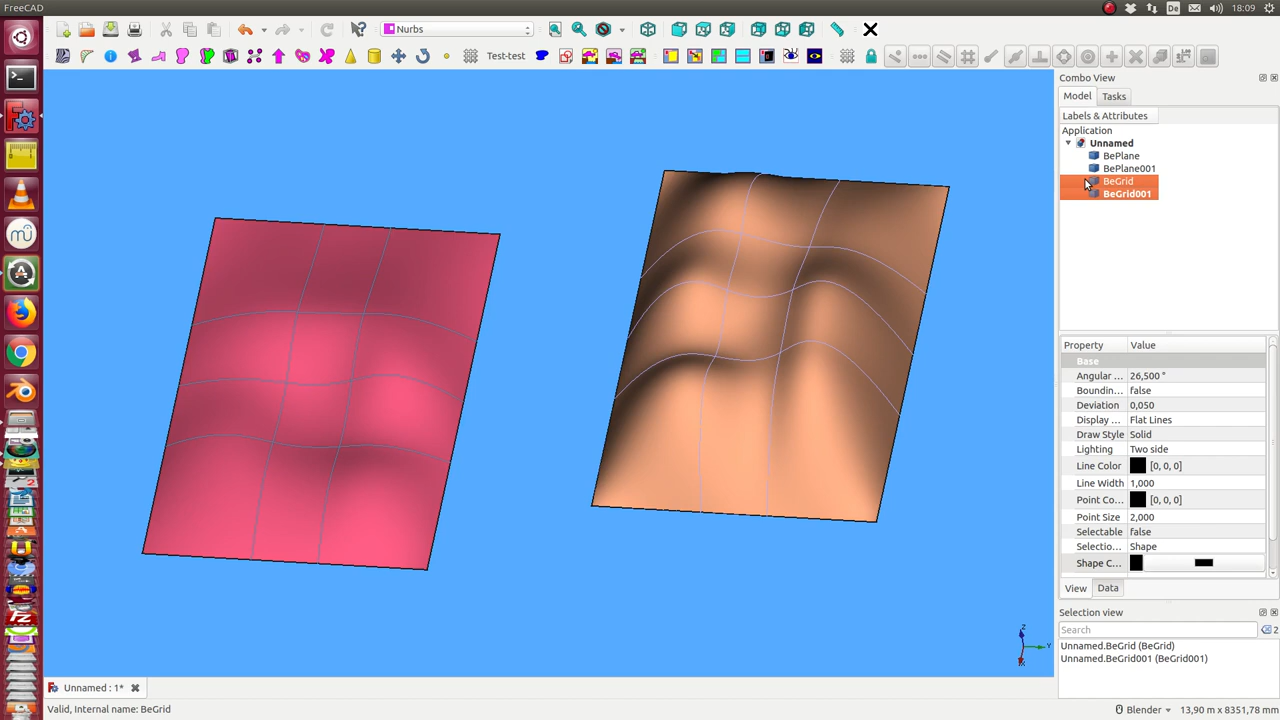 FreeCAD
De
18:09
Nurbs
Test-test
Combo View
Model
Tasks
Labels & Attributes
Application
Unnamed
BePlane
BePlane001
BeGrid
BeGrid001
Property
Value
Base
Angular ...
26,500 °
Boundin...
false
Deviation
0,050
Display ...
Flat Lines
Draw Style
Solid
Lighting
Two side
Line Color
[0, 0, 0]
Line Width
1,000
Point Co...
[0, 0, 0]
Point Size
2,000
Selectable
false
Selectio...
Shape
Shape C...
View
Data
Selection view
Search
2
Unnamed.BeGrid (BeGrid)
Unnamed.BeGrid001 (BeGrid001)
Z
Y
Unnamed : 1*
Valid, Internal name: BeGrid
Blender
13,90 m x 8351,78 mm